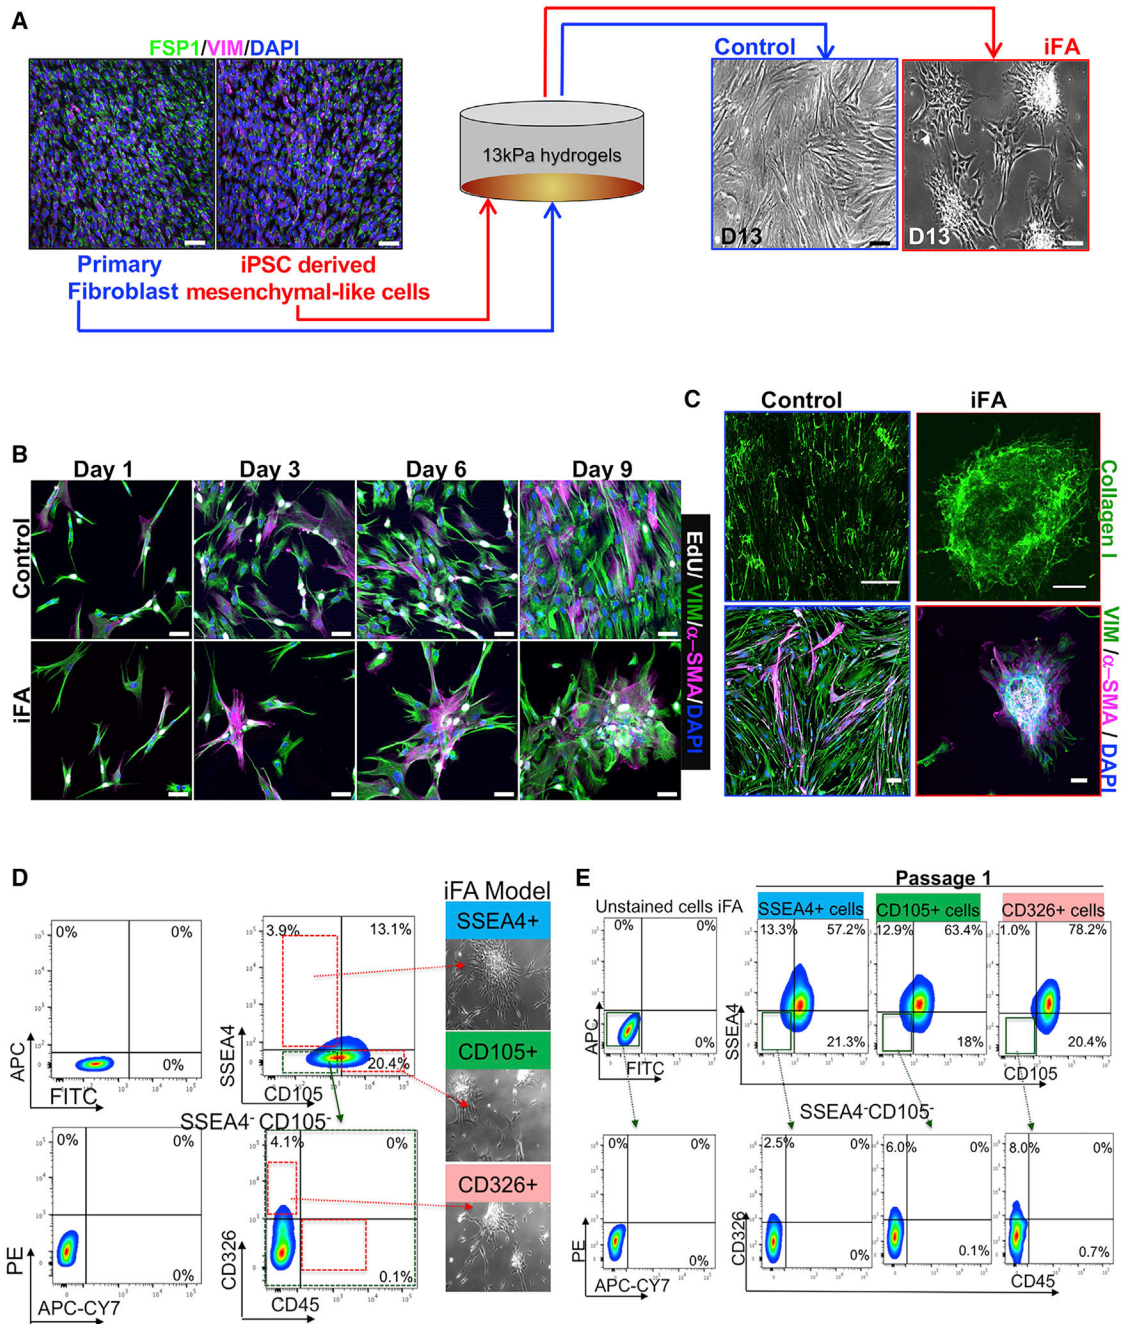 A
FSP1/VIM/DAPI
Primary
Fibroblast
iPSC derived
mesenchymal-like cells
13kPa hydrogels
Control
iFA
D13
D13
B
Day 1
Day 3
Day 6
Day 9
Control
iFA
EdU/ VIM/α-SMA/DAPI
C
Control
iFA
Collagen I
VIM /α-SMA / DAPI
D
0%
0%
0%
APC
FITC
3.9%
13.1%
20.4%
SSEA4
CD105
SSEA4- CD105-
0%
0%
0%
PE
APC-CY7
4.1%
0%
0.1%
CD326
CD45
iFA Model
SSEA4+
CD105+
CD326+
E
Passage 1
Unstained cells iFA
SSEA4+ cells
CD105+ cells
CD326+ cells
0%
0%
0%
APC
FITC
13.3%
57.2%
21.3%
12.9%
63.4%
18%
1.0%
78.2%
20.4%
SSEA4
CD105
SSEA4-CD105-
0%
0%
0%
PE
APC-CY7
2.5%
0%
0%
6.0%
0%
0.1%
8.0%
0%
0.7%
CD326
CD45